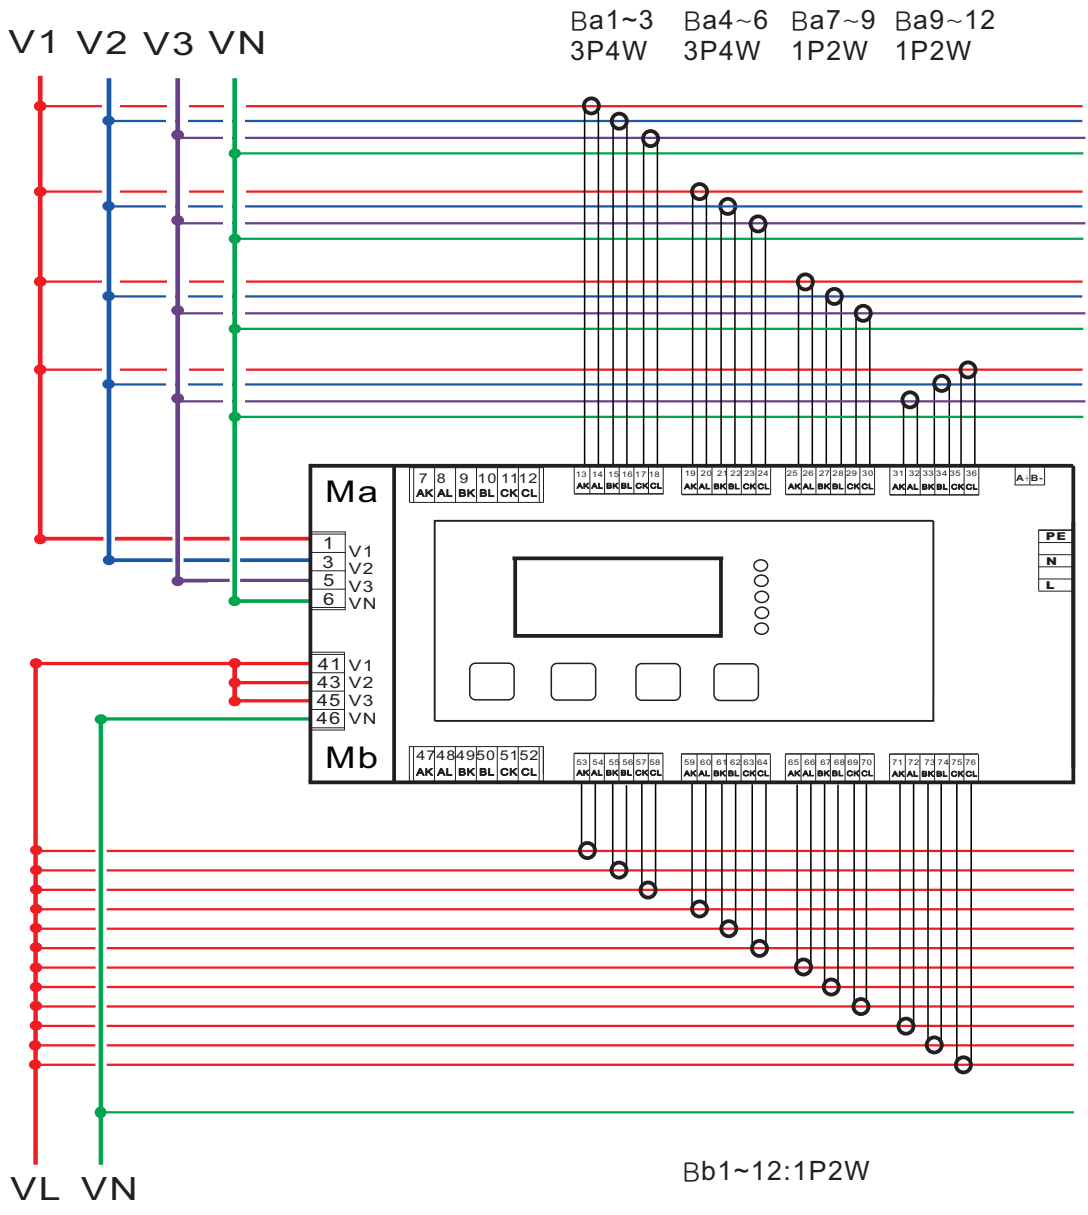 Ba1~3 Ba4~6 Ba7~9 Ba9~12
3P4W 3P4W 1P2W 1P2W
V1 V2 V3 VN
Ma
7 8 9 10 11 12
AK AL BK BL CK CL
13 14 15 16 17 18
AK AL BK BL CK CL
19 20 21 22 23 24
AK AL BK BL CK CL
25 26 27 28 29 30
AK AL BK BL CK CL
31 32 33 34 35 36
AK AL BK BL CK CL
A+ B-
PE
N
L
1 V1
3 V2
5 V3
6 VN
41 V1
43 V2
45 V3
46 VN
Mb
47 48 49 50 51 52
AK AL BK BL CK CL
53 54 55 56 57 58
AK AL BK BL CK CL
59 60 61 62 63 64
AK AL BK BL CK CL
65 66 67 68 69 70
AK AL BK BL CK CL
71 72 73 74 75 76
AK AL BK BL CK CL
Bb1~12:1P2W
VL VN